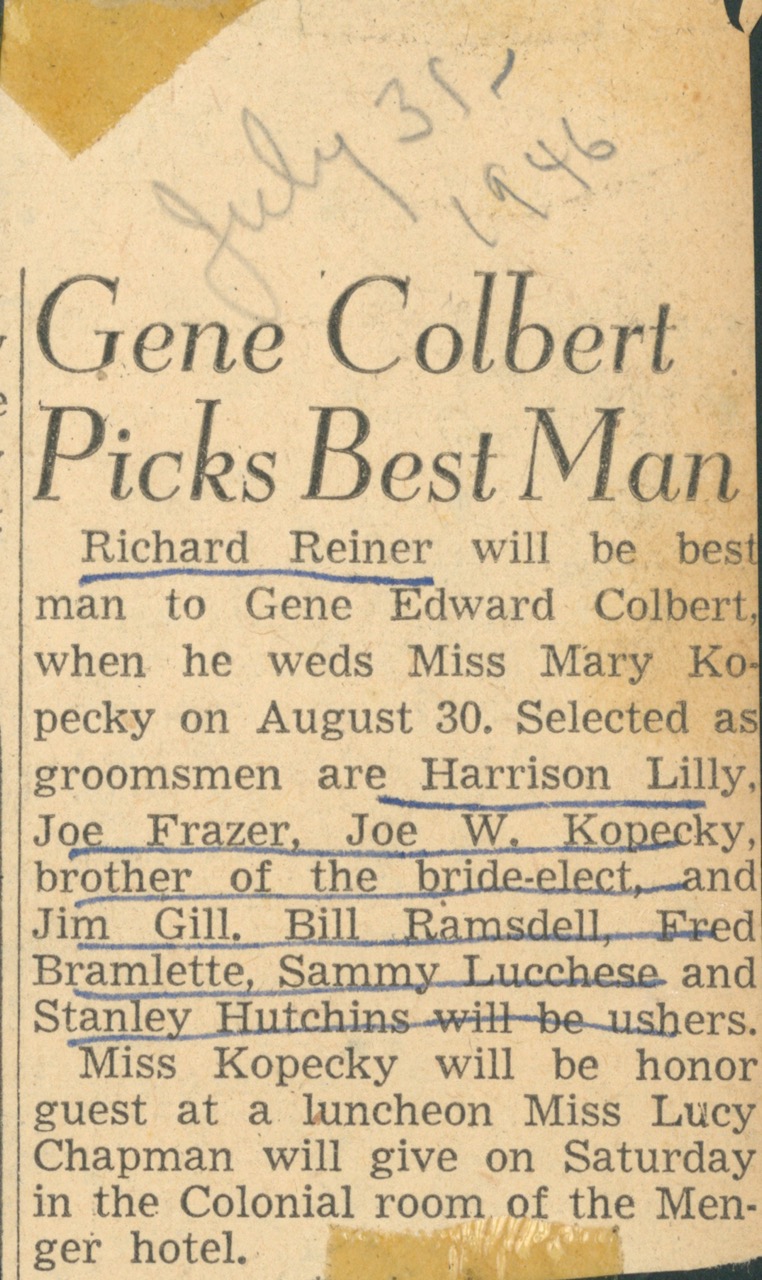 July 31,
1946
Gene Colbert
Picks Best Man
Richard Reiner will be best
man to Gene Edward Colbert,
when he weds Miss Mary Ko-
pecky on August 30. Selected as
groomsmen are Harrison Lilly,
Joe Frazer, Joe W. Kopecky,
brother of the bride-elect, and
Jim Gill. Bill Ramsdell, Fred
Bramlette, Sammy Lucchese and
Stanley Hutchins will be ushers.
Miss Kopecky will be honor
guest at a luncheon Miss Lucy
Chapman will give on Saturday
in the Colonial room of the Men-
ger hotel.